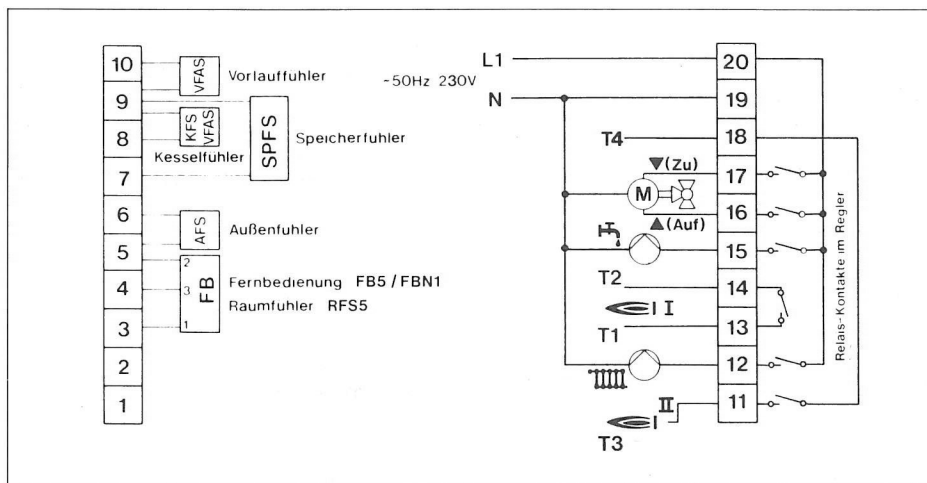 10
9
8
7
6
5
4
3
2
1
VFAS
Vorlauffuhler
KFS
VFAS
Kesselfuhler
SPFS
Speicherfuhler
AFS
Außenfuhler
2
3
1
FB
Fernbedienung FB5 / FBN1
Raumfuhler RFS5
L1
~50Hz 230V
N
T4
▼(Zu)
M
▲(Auf)
T2
I
T1
II
T3
20
19
18
17
16
15
14
13
12
11
Relais-Kontakte im Regler